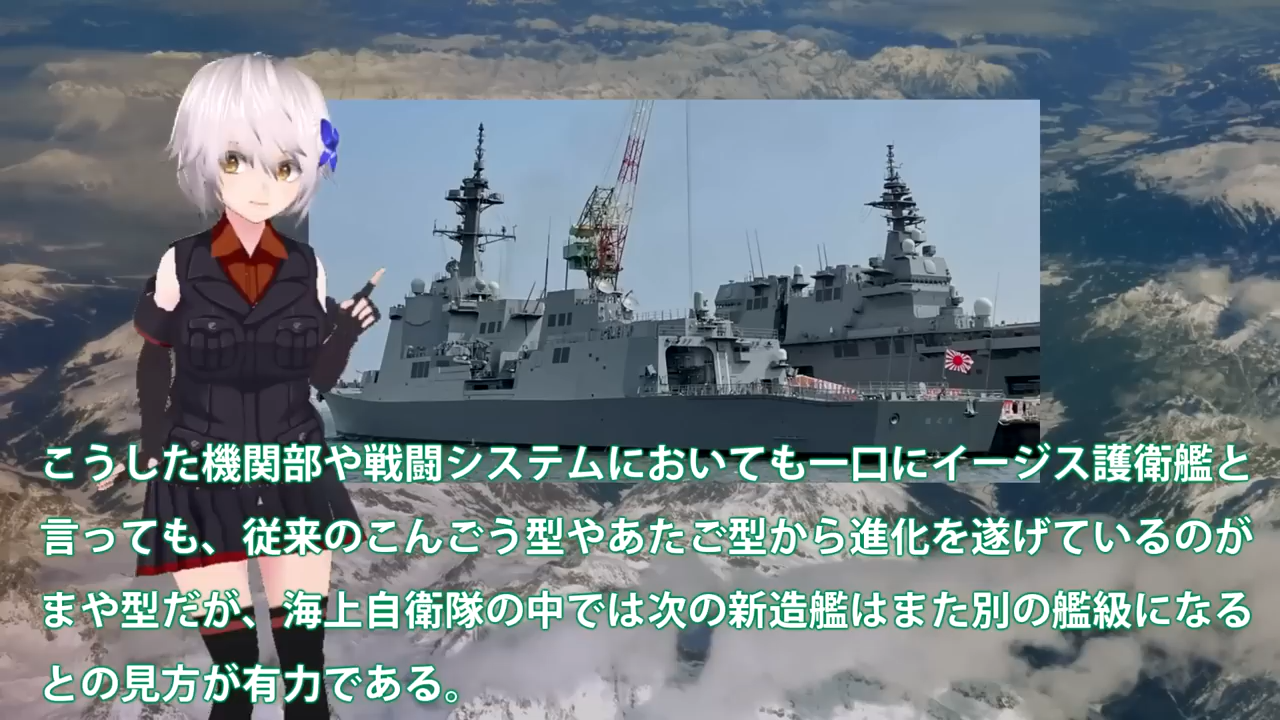 こうした機関部や戦闘システムにおいても一口にイージス護衛艦と
言っても、従来のこんごう型やあたご型から進化を遂げているのが
まや型だが、海上自衛隊の中では次の新造艦はまた別の艦級になる
との見方が有力である。